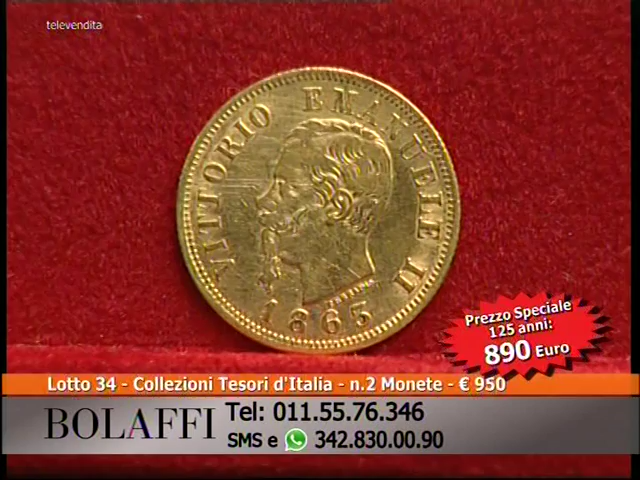 televendita
VITTORIO EMANUELE II
1863
Prezzo Speciale
125 anni:
890 Euro
Lotto 34 - Collezioni Tesori d'Italia - n.2 Monete - € 950
BOLAFFI
Tel: 011.55.76.346
SMS e 342.830.00.90